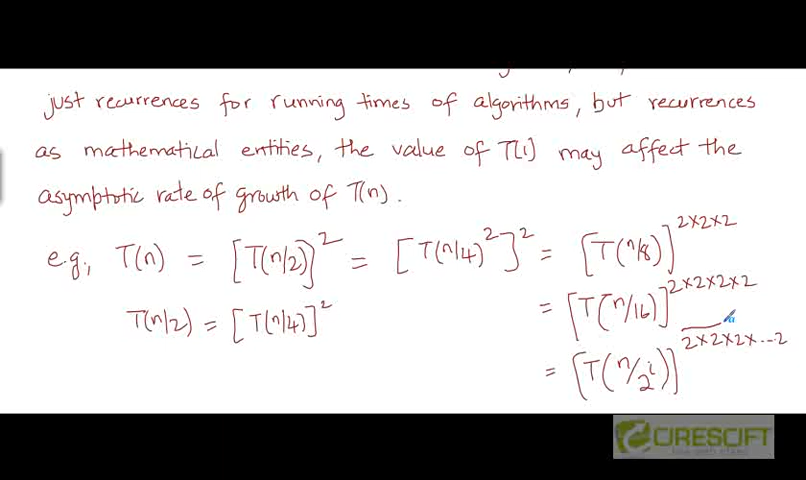 just recurrences for running times of algorithms, but recurrences
as mathematical entities, the value of T(1) may affect the
asymptotic rate of growth of T(n).
e.g., T(n) = [T(n/2)]^2 = [T(n/4)^2]^2 = [T(n/8)]^2×2×2
T(n/2) = [T(n/4)]^2
= [T(n/16)]^2×2×2×2
= [T(n/2^i)]^2×2×2×...2
CIRESCIFT